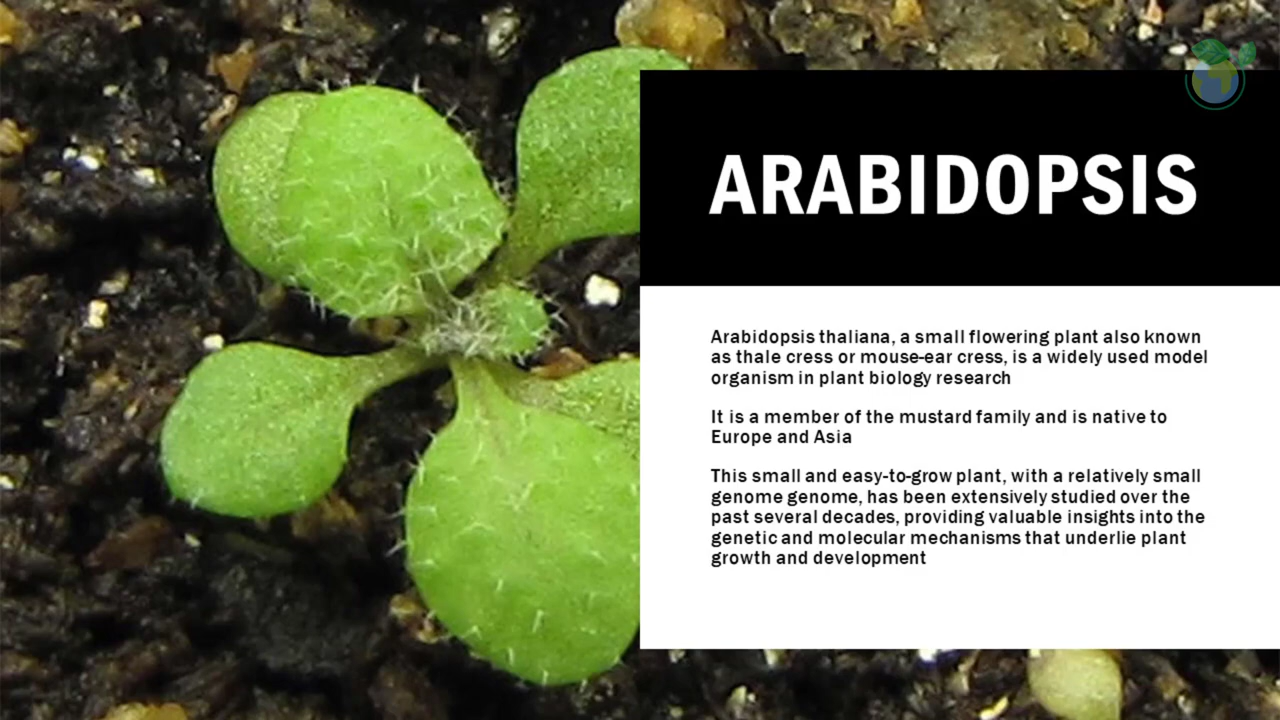 ARABIDOPSIS
Arabidopsis thaliana, a small flowering plant also known
as thale cress or mouse-ear cress, is a widely used model
organism in plant biology research
It is a member of the mustard family and is native to
Europe and Asia
This small and easy-to-grow plant, with a relatively small
genome genome, has been extensively studied over the
past several decades, providing valuable insights into the
genetic and molecular mechanisms that underlie plant
growth and development